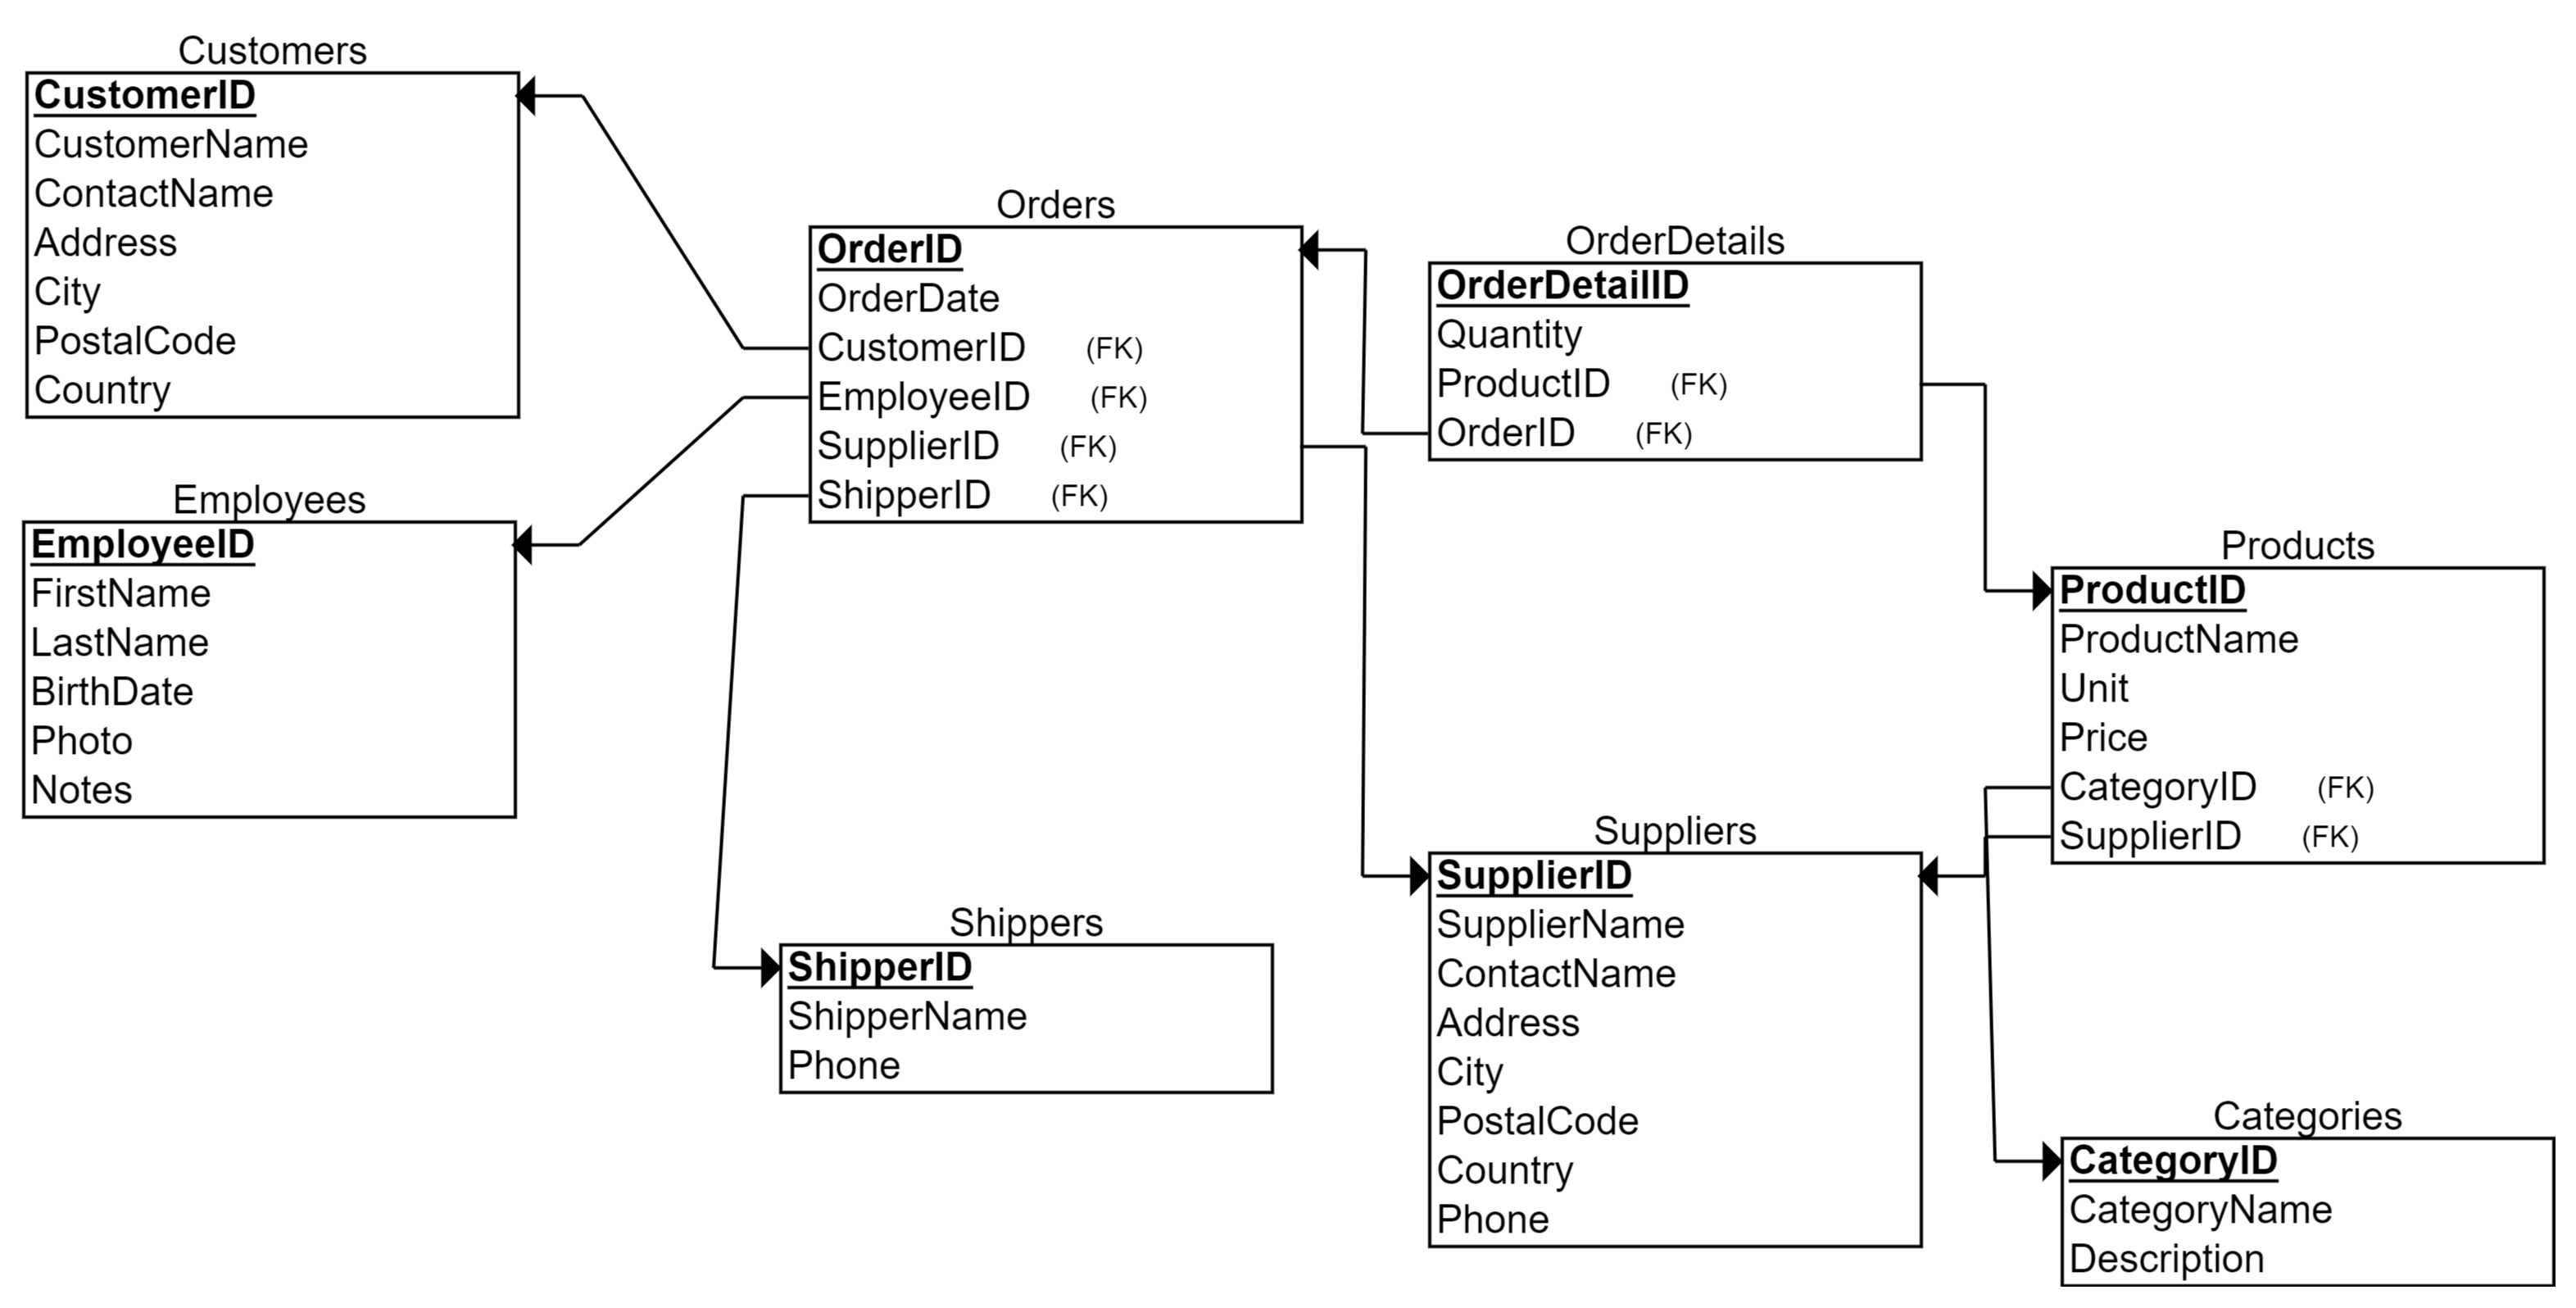 Customers
CustomerID
CustomerName
ContactName
Address
City
PostalCode
Country
Employees
EmployeeID
FirstName
LastName
BirthDate
Photo
Notes
Orders
OrderID
OrderDate
CustomerID (FK)
EmployeeID (FK)
SupplierID (FK)
ShipperID (FK)
Shippers
ShipperID
ShipperName
Phone
OrderDetails
OrderDetailID
Quantity
ProductID (FK)
OrderID (FK)
Suppliers
SupplierID
SupplierName
ContactName
Address
City
PostalCode
Country
Phone
Products
ProductID
ProductName
Unit
Price
CategoryID (FK)
SupplierID (FK)
Categories
CategoryID
CategoryName
Description